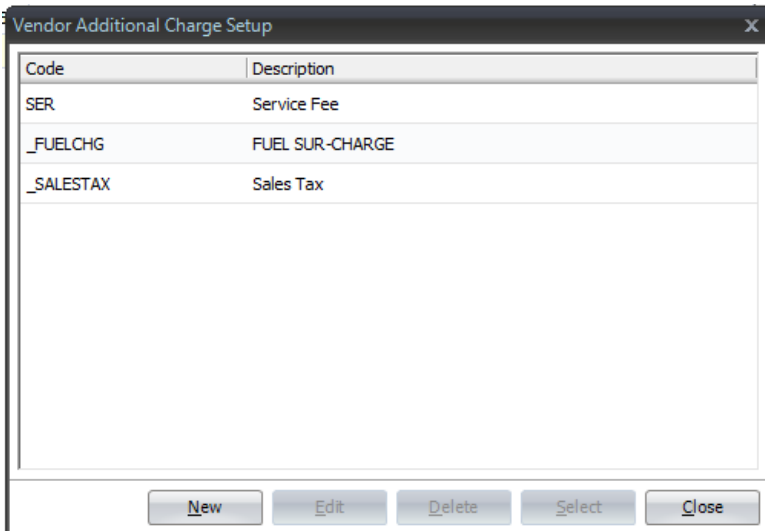 Vendor Additional Charge Setup x
Code Description
SER Service Fee
_FUELCHG FUEL SUR-CHARGE
_SALESTAX Sales Tax
New Edit Delete Select Close